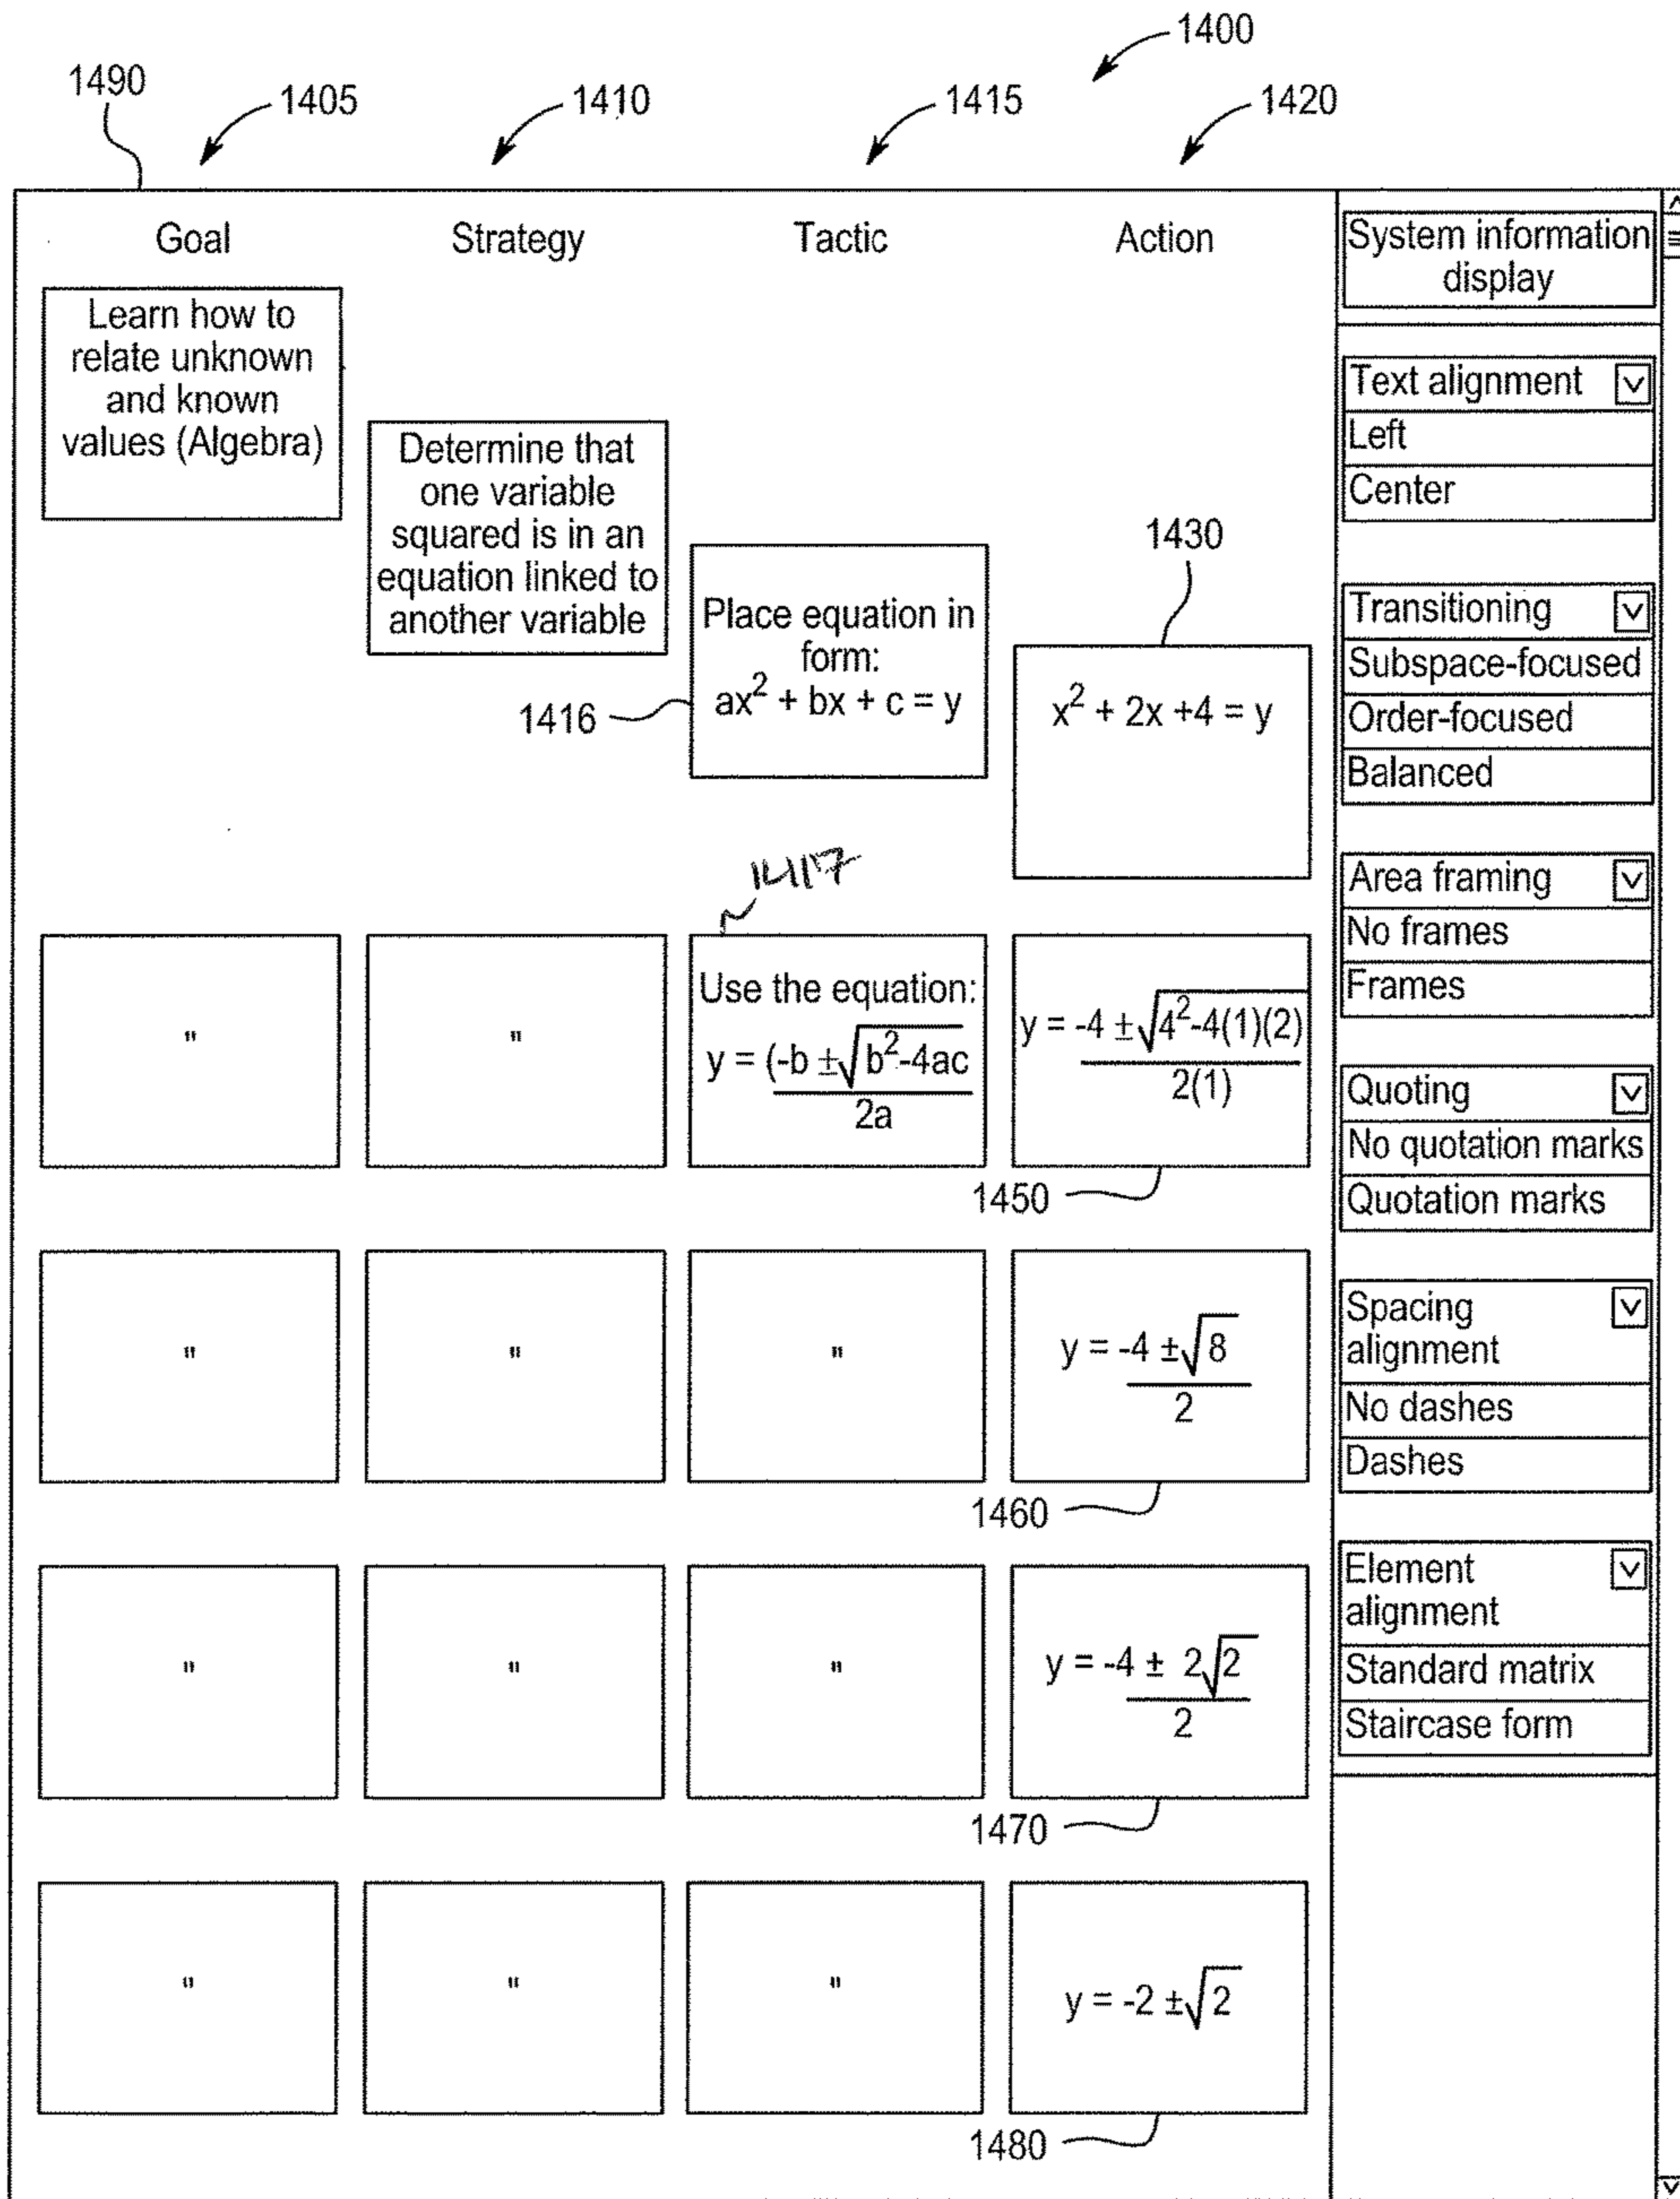 1400
1490
1405
1410
1415
1420
Goal
Strategy
Tactic
Action
Learn how to
relate unknown
and known
values (Algebra)
Determine that
one variable
squared is in an
equation linked to
another variable
1416
Place equation in
form:
ax² + bx + c = y
1430
x² + 2x +4 = y
1417
"
"
Use the equation:
y = (-b ±√b²-4ac
2a
y = -4 ±√4²-4(1)(2)
2(1)
1450
"
"
"
y = -4 ±√8
2
1460
"
"
"
y = -4 ± 2√2
2
1470
"
"
"
y = -2 ±√2
1480
System information
display
Text alignment
Left
Center
Transitioning
Subspace-focused
Order-focused
Balanced
Area framing
No frames
Frames
Quoting
No quotation marks
Quotation marks
Spacing
alignment
No dashes
Dashes
Element
alignment
Standard matrix
Staircase form